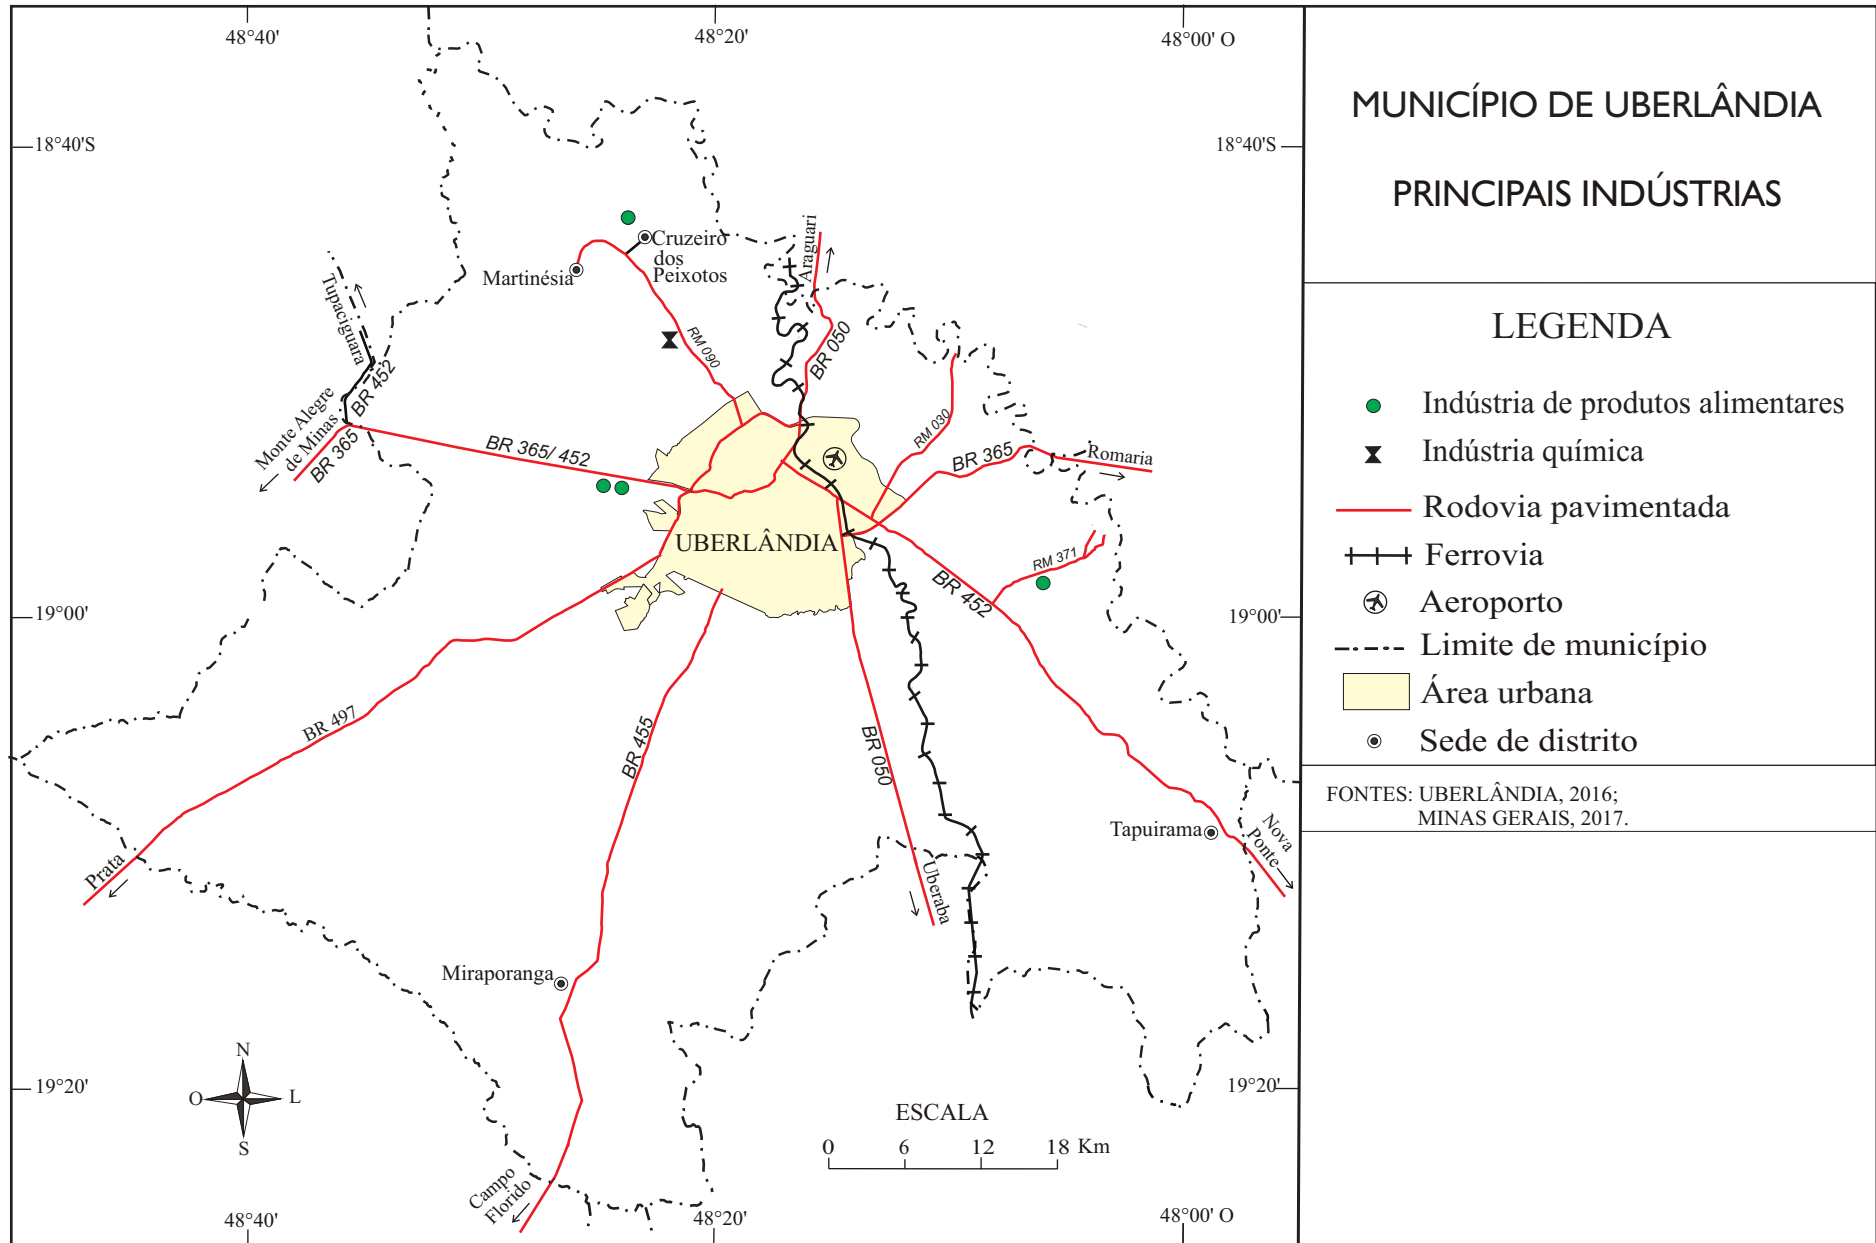 48°40'
48°20'
48°00' O
18°40'S
18°40'S
Cruzeiro
dos
Peixotos
Martinésia
Araguari
Tupaciguara
RM 090
BR 050
BR 452
Monte Alegre
de Minas
BR 365
BR 365/ 452
RM 030
BR 365
Romaria
UBERLÂNDIA
RM 371
BR 452
19°00'
19°00'
BR 497
BR 455
BR 050
Prata
Uberaba
Tapuirama
Nova
Ponte
Miraporanga
N
O
L
S
19°20'
19°20'
ESCALA
0 6 12 18 Km
Campo
Florido
48°40'
48°20'
48°00' O
MUNICÍPIO DE UBERLÂNDIA
PRINCIPAIS INDÚSTRIAS
LEGENDA
Indústria de produtos alimentares
Indústria química
Rodovia pavimentada
Ferrovia
Aeroporto
Limite de município
Área urbana
Sede de distrito
FONTES: UBERLÂNDIA, 2016;
MINAS GERAIS, 2017.